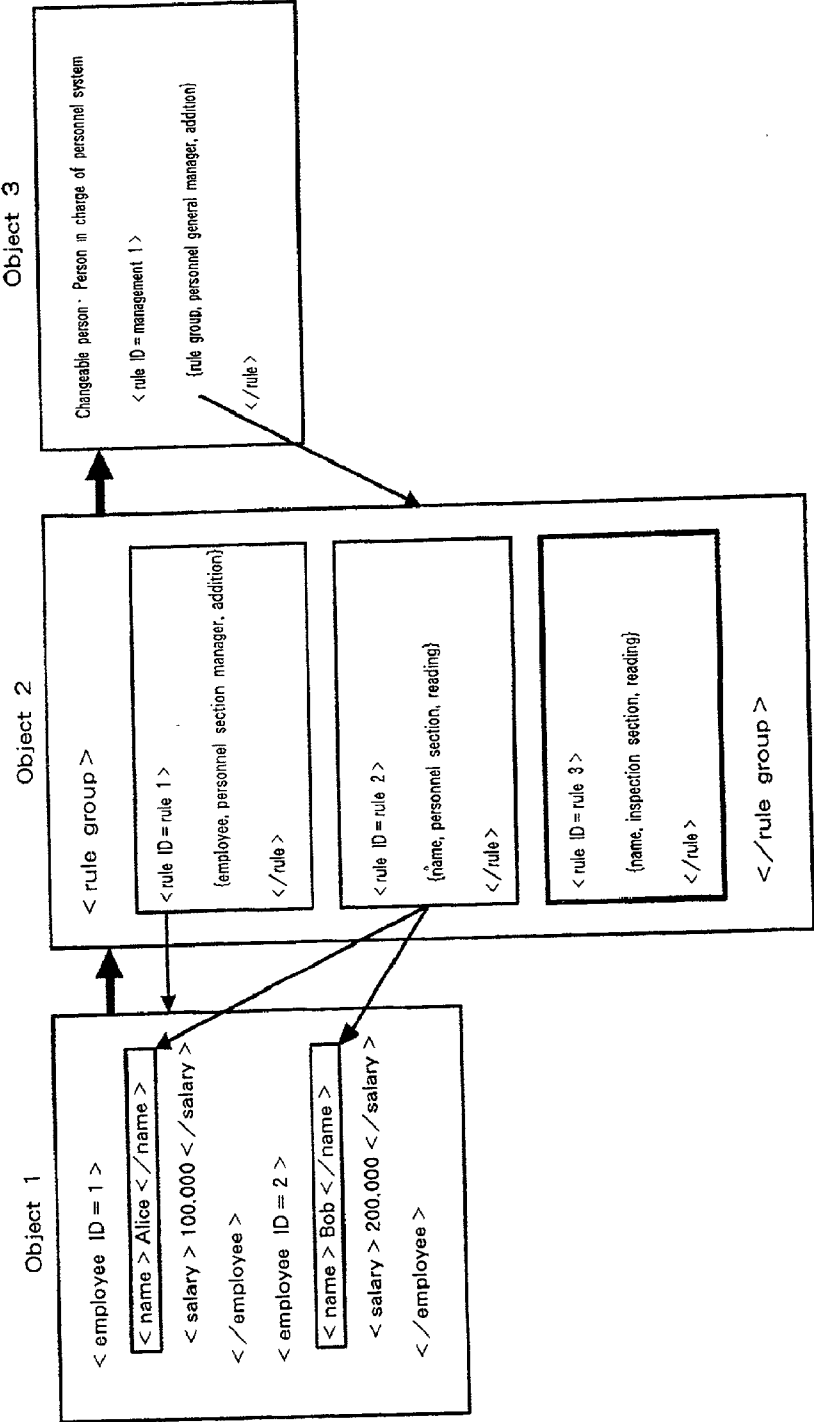 Object 1
< employee ID = 1 >
< name > Alice < /name >
< salary > 100,000 < /salary >
< /employee >
< employee ID = 2 >
< name > Bob < /name >
< salary > 200,000 < /salary >
< /employee >
Object 2
< rule group >
< rule ID = rule 1 >
{employee, personnel section manager, addition}
< /rule >
< rule ID = rule 2 >
{name, personnel section, reading}
< /rule >
< rule ID = rule 3 >
{name, inspection section, reading}
< /rule >
< /rule group >
Object 3
Changeable person · Person in charge of personnel system
< rule ID = management 1 >
{rule group, personnel general manager, addition}
< /rule >